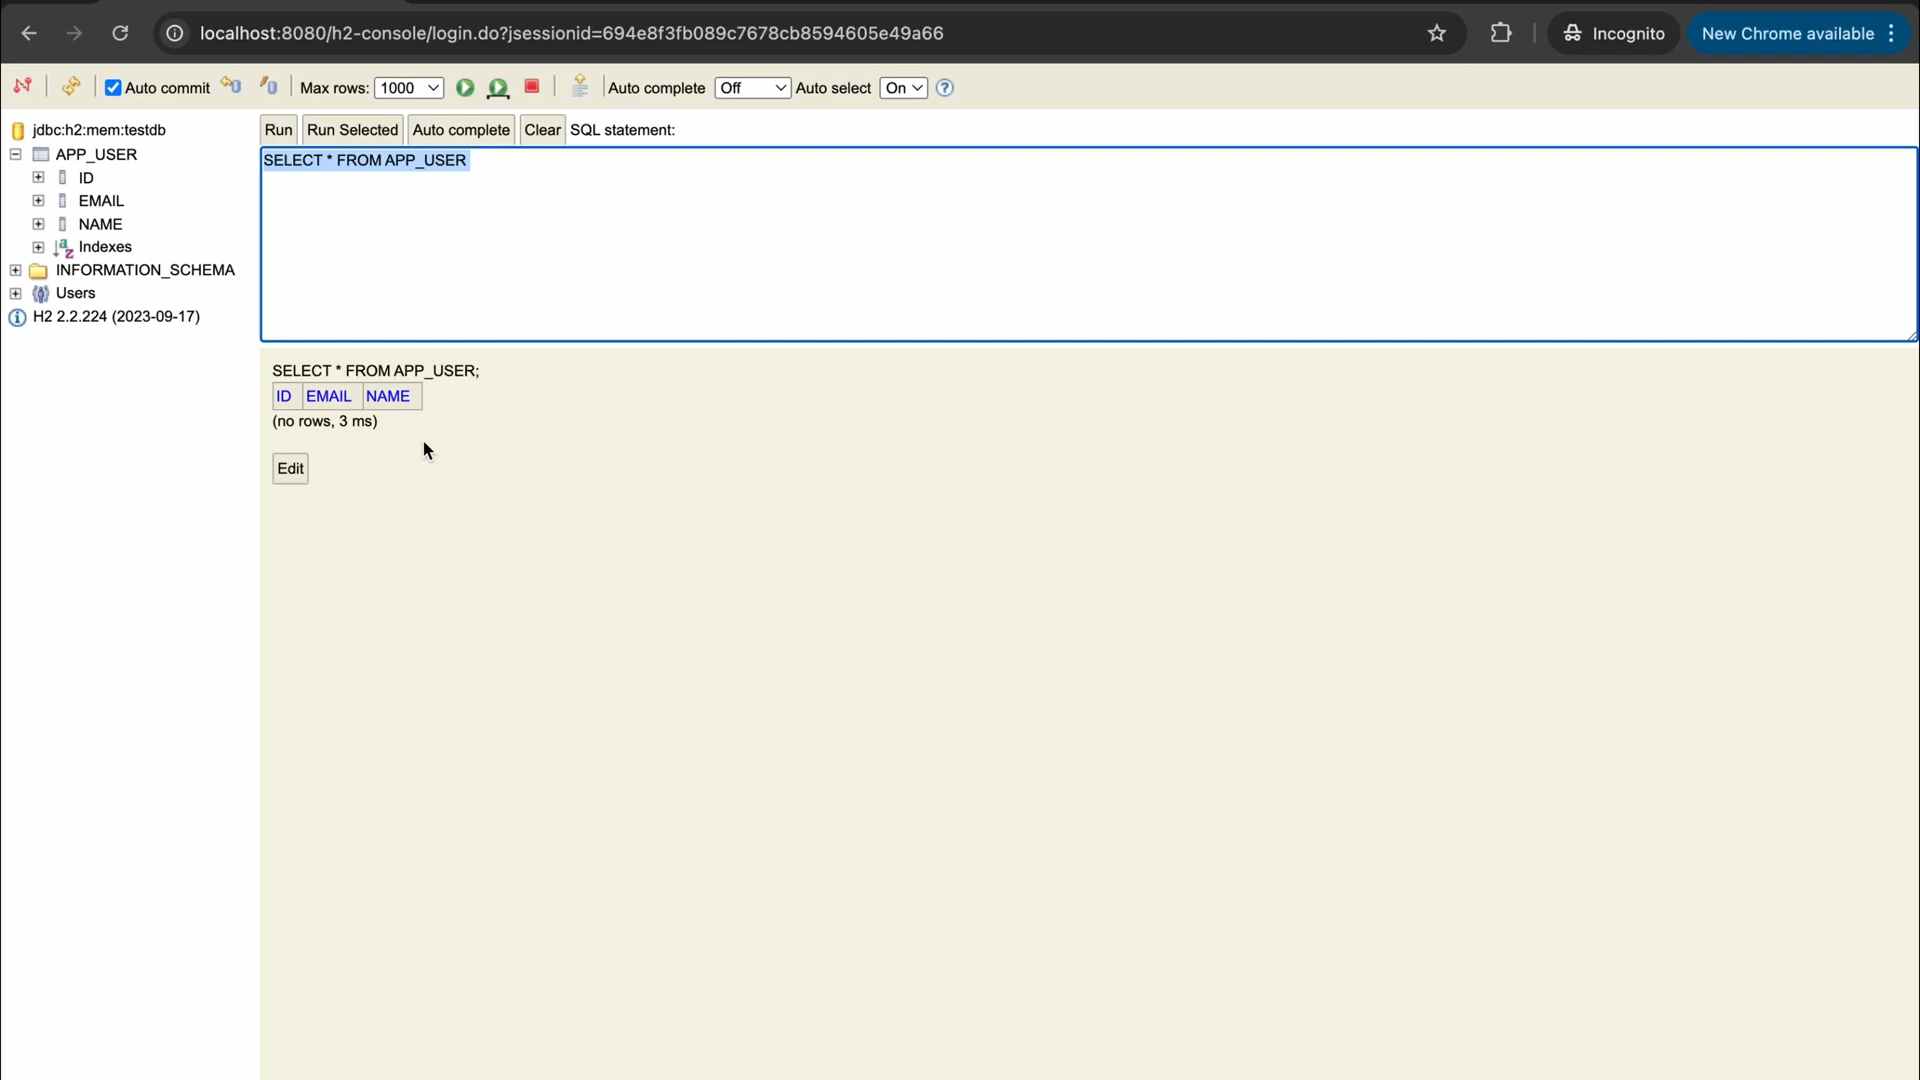 localhost:8080/h2-console/login.do?jsessionid=694e8f3fb089c7678cb8594605e49a66
Incognito
New Chrome available
Auto commit
Max rows: 1000
Auto complete Off
Auto select On
jdbc:h2:mem:testdb
APP_USER
ID
EMAIL
NAME
Indexes
INFORMATION_SCHEMA
Users
H2 2.2.224 (2023-09-17)
Run Run Selected Auto complete Clear SQL statement:
SELECT * FROM APP_USER
SELECT * FROM APP_USER;
ID EMAIL NAME
(no rows, 3 ms)
Edit